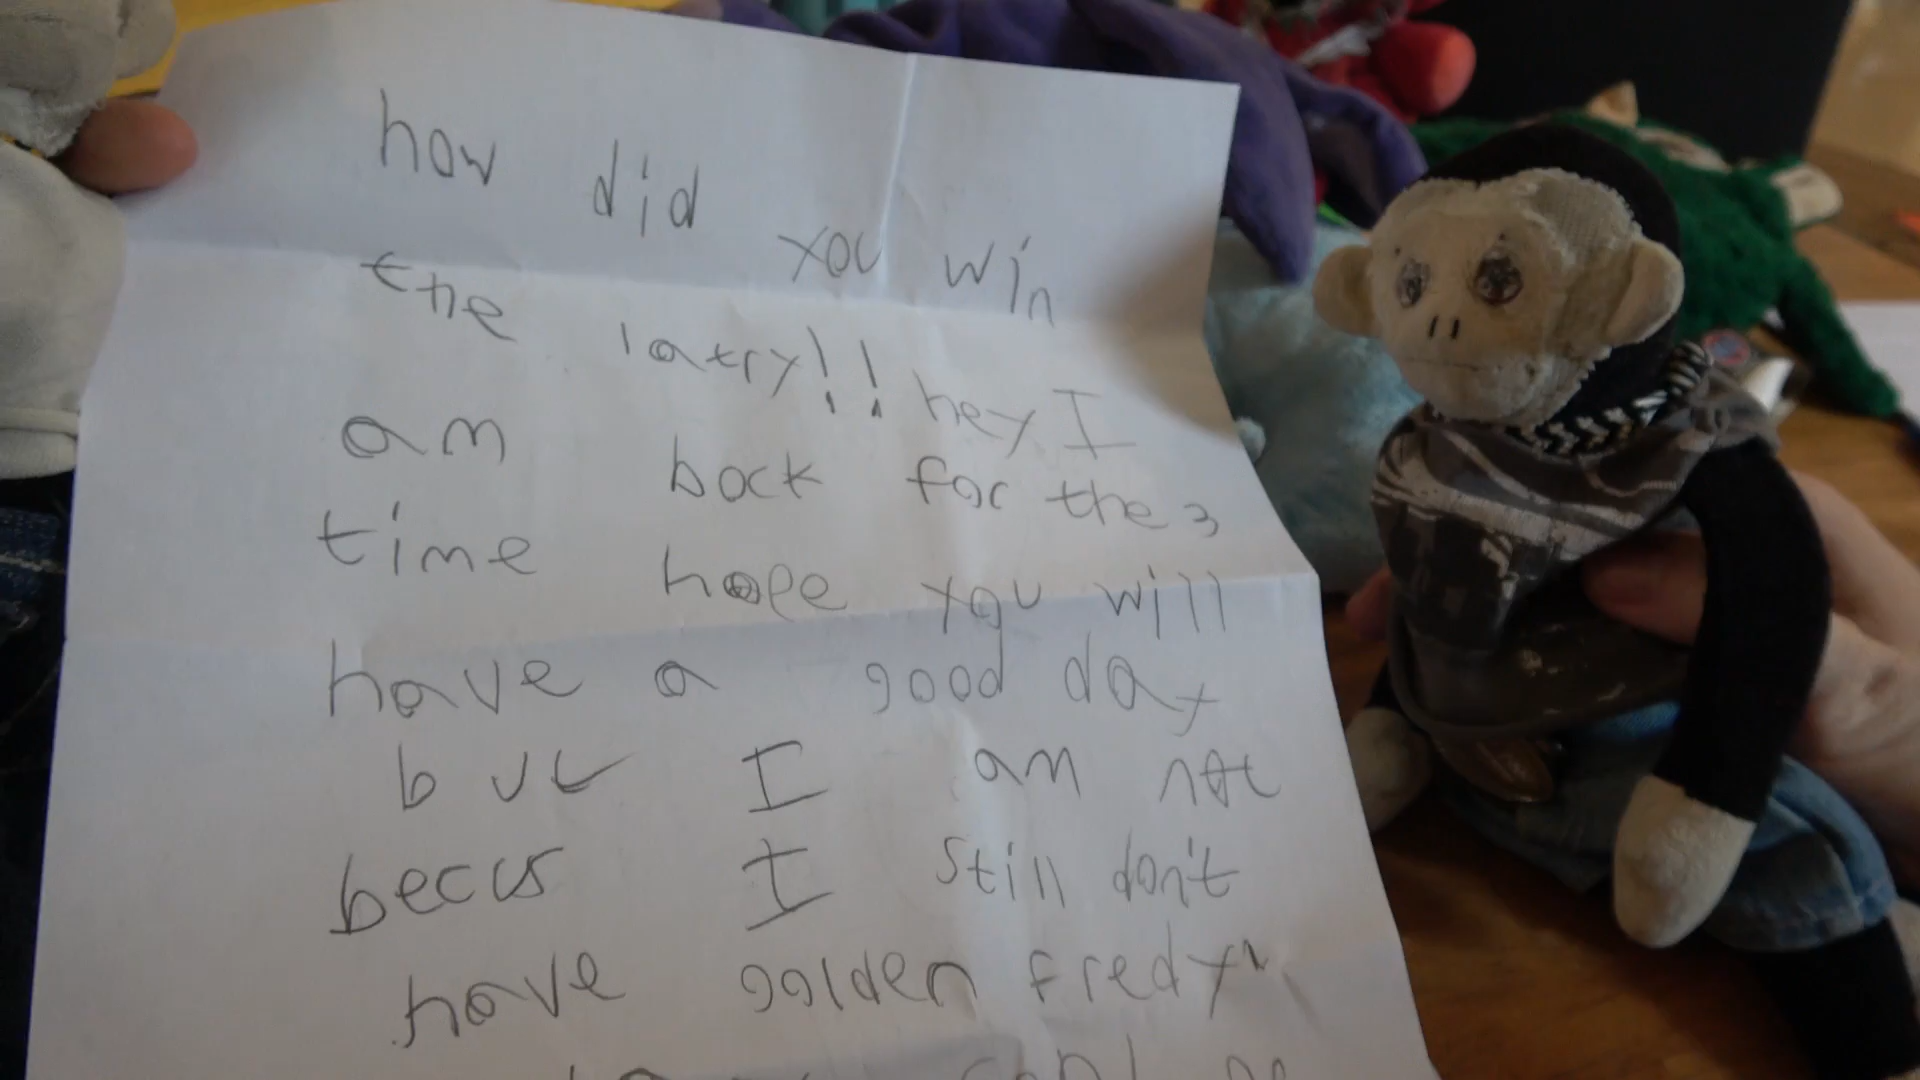 how did you win
the latry!! hey I
am back for the 3
time hope you will
have a good day
but I am not
becus I still don't
have golden fredy